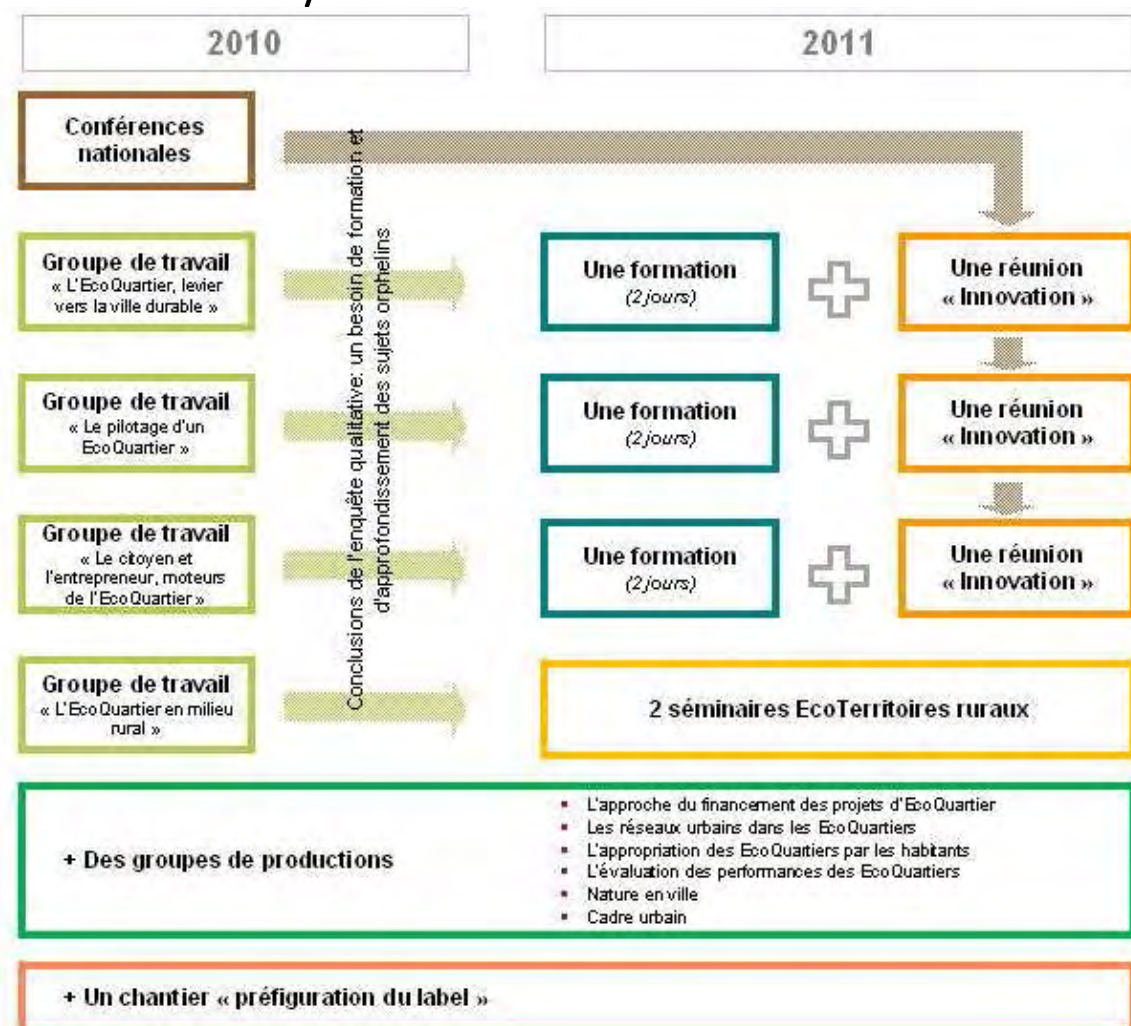 2010
2011
Conférences
nationales
Conclusions de l'enquête qualitative: un besoin de formation et
d'approfondissement des sujets orphelins
Groupe de travail
« L'EcoQuartier, levier
vers la ville durable »
Une formation
(2 jours)
Une réunion
« Innovation »
Groupe de travail
« Le pilotage d'un
EcoQuartier »
Une formation
(2 jours)
Une réunion
« Innovation »
Groupe de travail
« Le citoyen et
l'entrepreneur, moteurs
de l'EcoQuartier »
Une formation
(2 jours)
Une réunion
« Innovation »
Groupe de travail
« L'EcoQuartier en milieu
rural »
2 séminaires EcoTerritoires ruraux
+ Des groupes de productions
▪ L'approche du financement des projets d'EcoQuartier
▪ Les réseaux urbains dans les EcoQuartiers
▪ L'appropriation des EcoQuartiers par les habitants
▪ L'évaluation des performances des EcoQuartiers
▪ Nature en ville
▪ Cadre urbain
+ Un chantier « préfiguration du label »